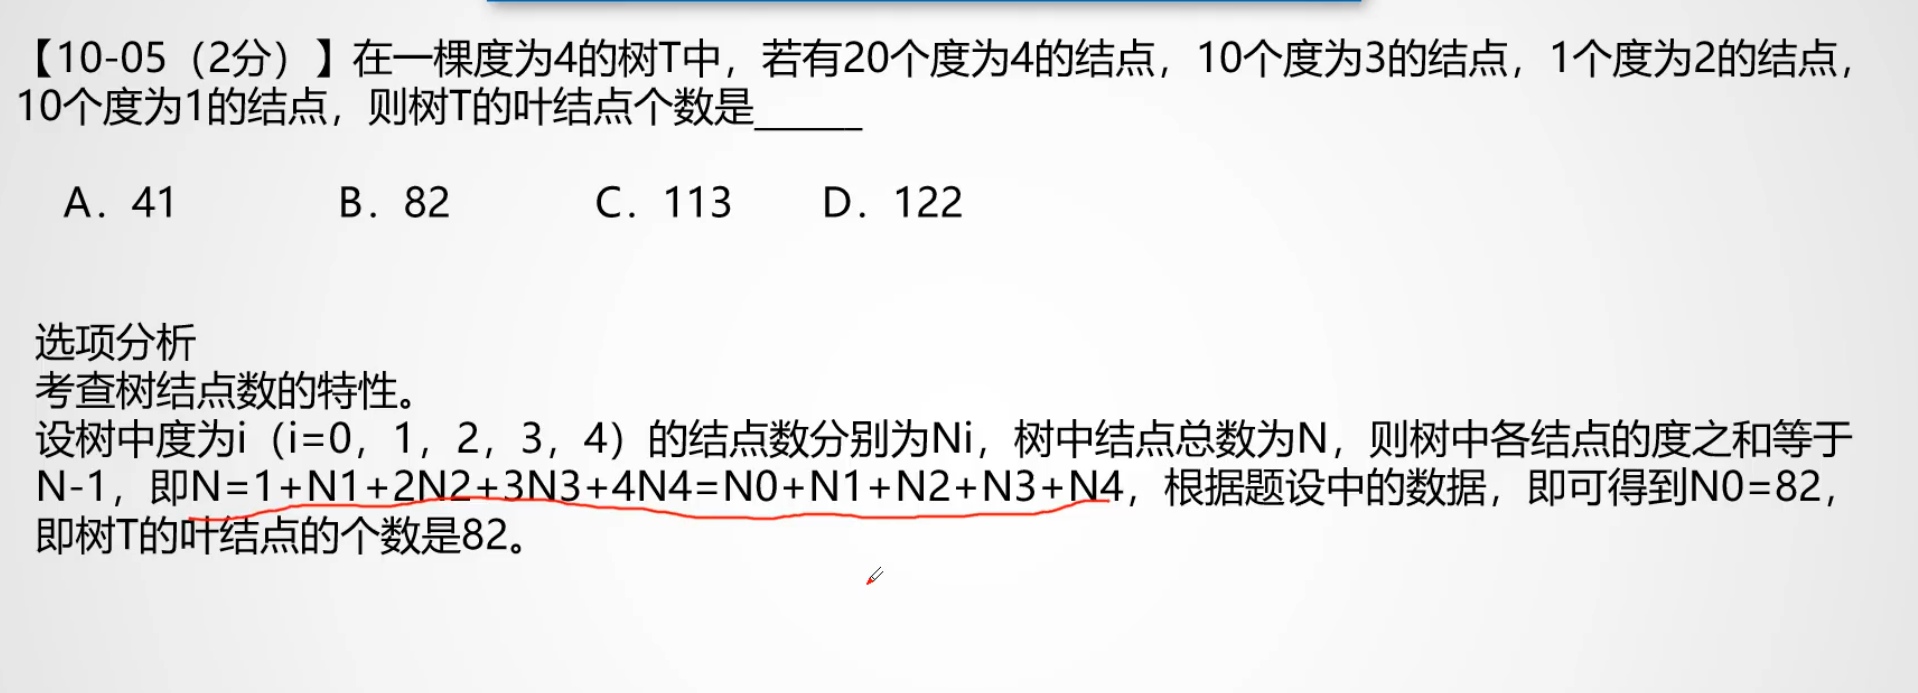 【10-05（2分）】在一棵度为4的树T中，若有20个度为4的结点，10个度为3的结点，1个度为2的结点，
10个度为1的结点，则树T的叶结点个数是______
A．41 B．82 C．113 D．122
选项分析
考查树结点数的特性。
设树中度为i（i=0，1，2，3，4）的结点数分别为Ni，树中结点总数为N，则树中各结点的度之和等于
N-1，即N=1+N1+2N2+3N3+4N4=N0+N1+N2+N3+N4，根据题设中的数据，即可得到N0=82，
即树T的叶结点的个数是82。